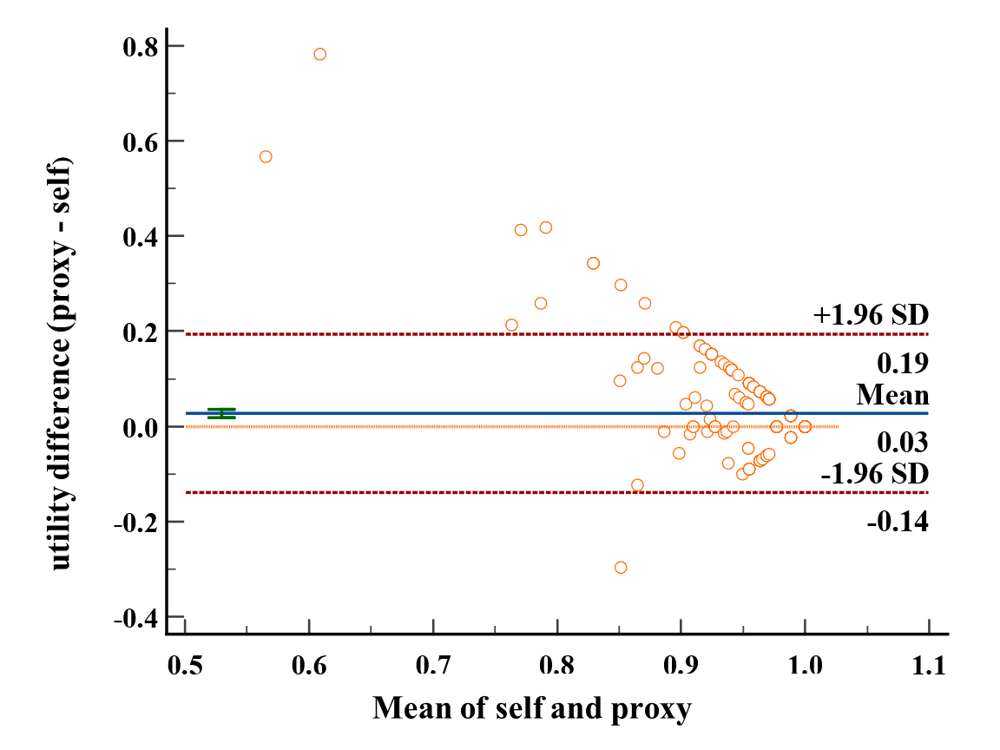 utility difference (proxy - self)
0.8
0.6
0.4
0.2
0.0
-0.2
-0.4
+1.96 SD
0.19
Mean
0.03
-1.96 SD
-0.14
0.5 0.6 0.7 0.8 0.9 1.0 1.1
Mean of self and proxy